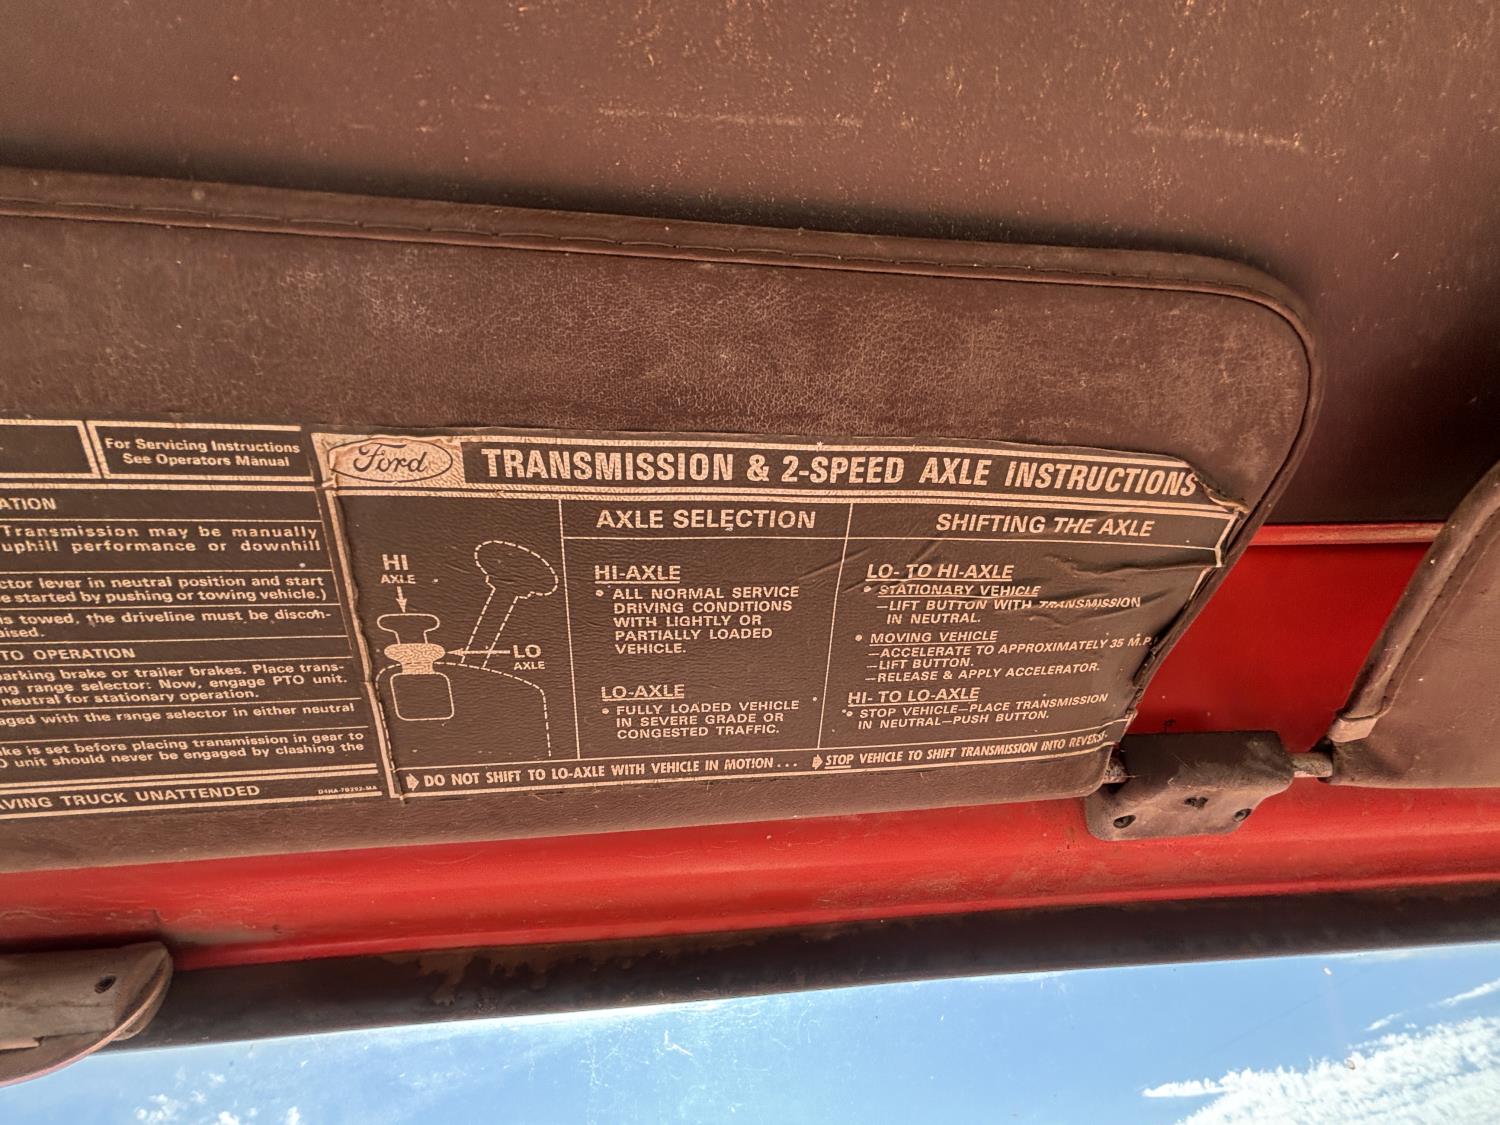 For Servicing Instructions
See Operators Manual
ATION
Transmission may be manually
uphill performance or downhill
ctor lever in neutral position and start
e started by pushing or towing vehicle.)
is towed, the driveline must be discon-
aised.
TO OPERATION
parking brake or trailer brakes. Place trans-
ng range selector: Now, engage PTO unit.
neutral for stationary operation.
aged with the range selector in either neutral
ke is set before placing transmission in gear to
O unit should never be engaged by clashing the
AVING TRUCK UNATTENDED
Ford TRANSMISSION & 2-SPEED AXLE INSTRUCTIONS
HI
AXLE
LO
AXLE
AXLE SELECTION
HI-AXLE
• ALL NORMAL SERVICE
DRIVING CONDITIONS
WITH LIGHTLY OR
PARTIALLY LOADED
VEHICLE.
LO-AXLE
• FULLY LOADED VEHICLE
IN SEVERE GRADE OR
CONGESTED TRAFFIC.
SHIFTING THE AXLE
LO- TO HI-AXLE
• STATIONARY VEHICLE
—LIFT BUTTON WITH TRANSMISSION
IN NEUTRAL.
• MOVING VEHICLE
—ACCELERATE TO APPROXIMATELY 35 M.P.
—LIFT BUTTON.
—RELEASE & APPLY ACCELERATOR.
HI- TO LO-AXLE
• STOP VEHICLE—PLACE TRANSMISSION
IN NEUTRAL—PUSH BUTTON.
DO NOT SHIFT TO LO-AXLE WITH VEHICLE IN MOTION... STOP VEHICLE TO SHIFT TRANSMISSION INTO REVERSE